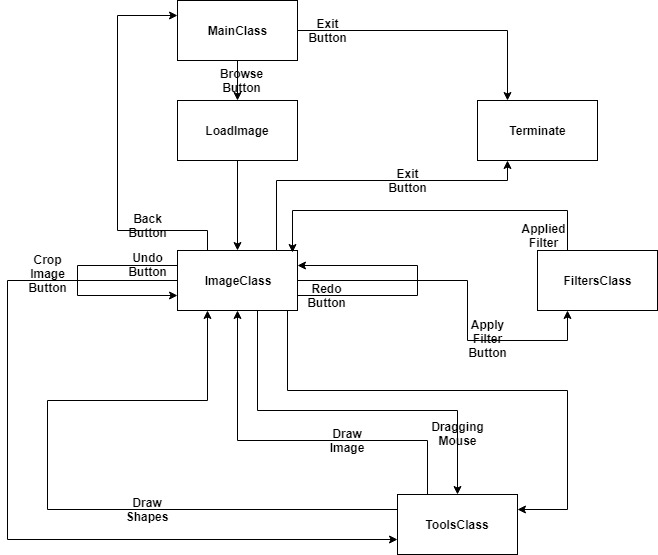 MainClass
Exit
Button
Browse
Button
LoadImage
Terminate
Exit
Button
Back
Button
Applied
Filter
Crop
Image
Button
Undo
Button
ImageClass
Redo
Button
FiltersClass
Apply
Filter
Button
Dragging
Mouse
Draw
Image
Draw
Shapes
ToolsClass